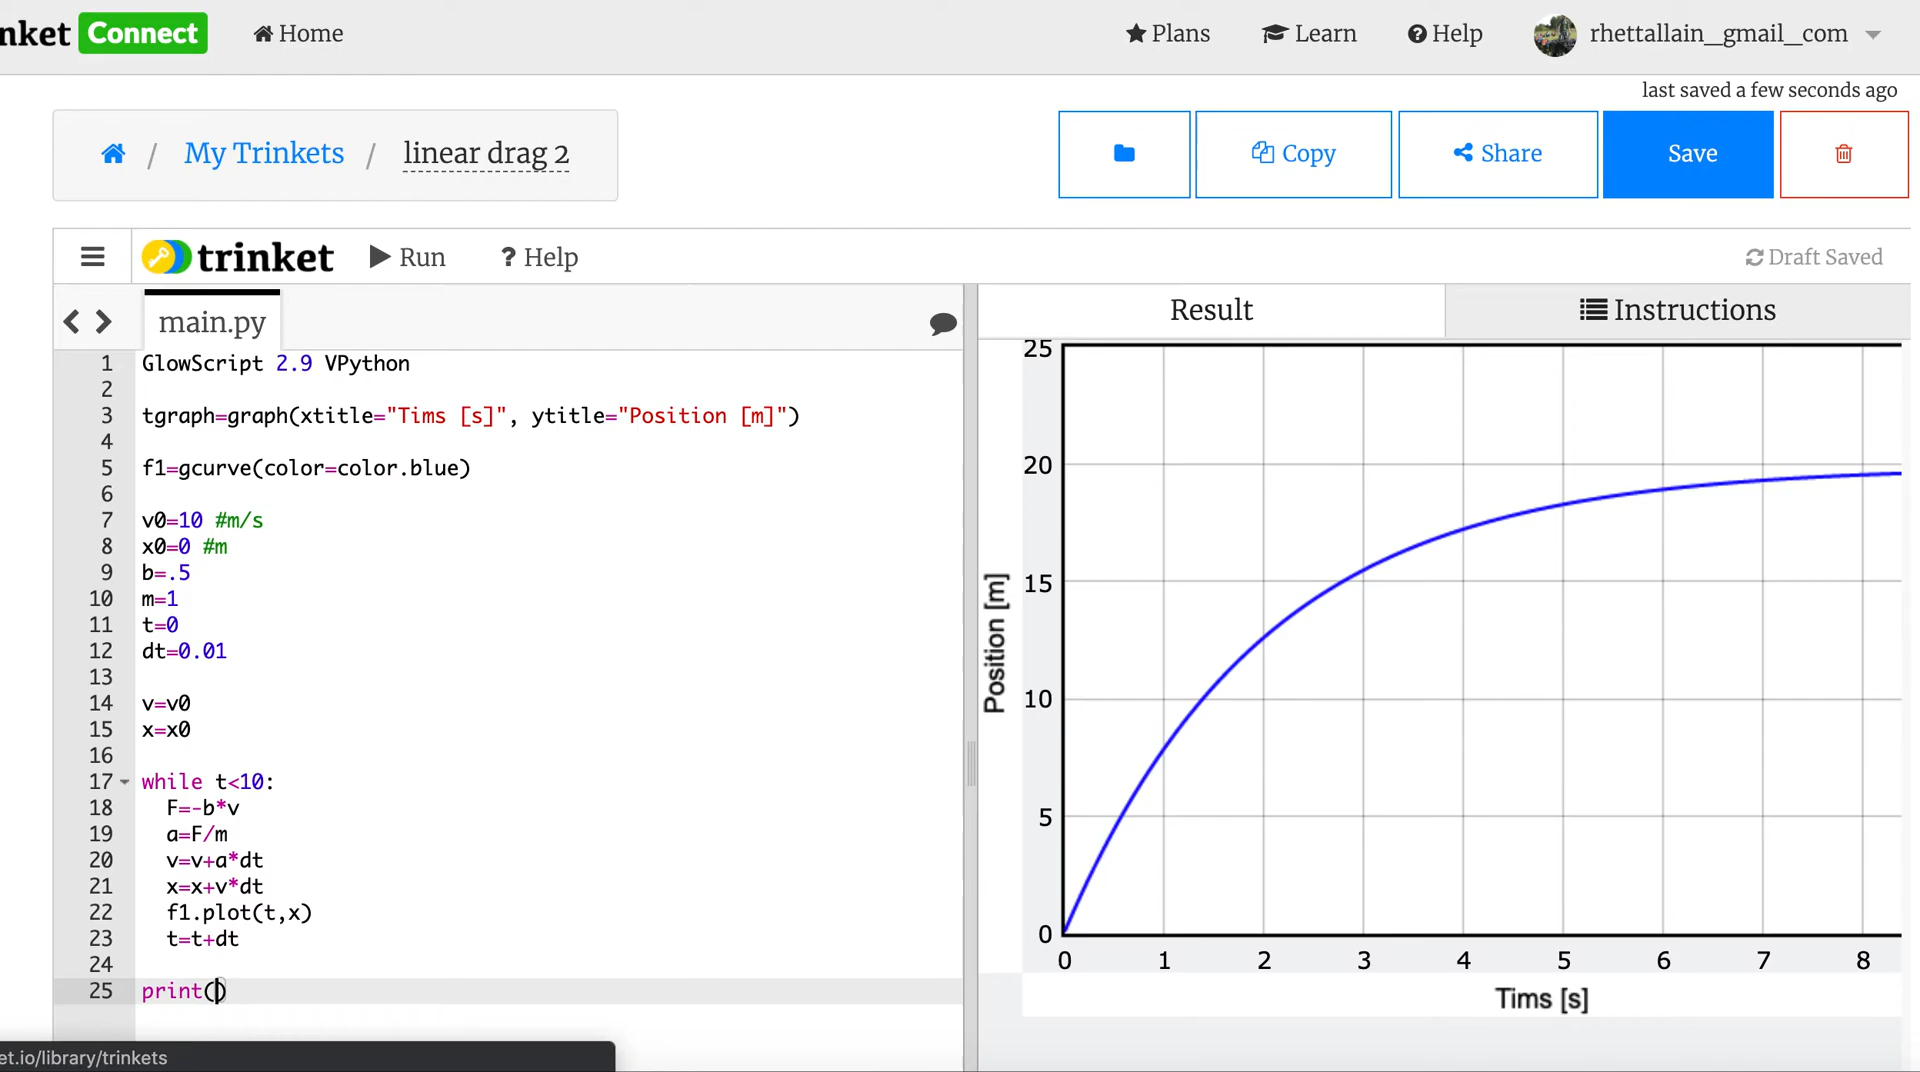 nket Connect Home Plans Learn Help rhettallain_gmail_com
last saved a few seconds ago
/ My Trinkets / linear drag 2 Copy Share Save
trinket Run ? Help Draft Saved
main.py
Result Instructions
1 GlowScript 2.9 VPython
2
3 tgraph=graph(xtitle="Tims [s]", ytitle="Position [m]")
4
5 f1=gcurve(color=color.blue)
6
7 v0=10 #m/s
8 x0=0 #m
9 b=.5
10 m=1
11 t=0
12 dt=0.01
13
14 v=v0
15 x=x0
16
17 while t<10:
18 F=-b*v
19 a=F/m
20 v=v+a*dt
21 x=x+v*dt
22 f1.plot(t,x)
23 t=t+dt
24
25 print()
25
20
15
10
5
0
Position [m]
0 1 2 3 4 5 6 7 8
Tims [s]
et.io/library/trinkets